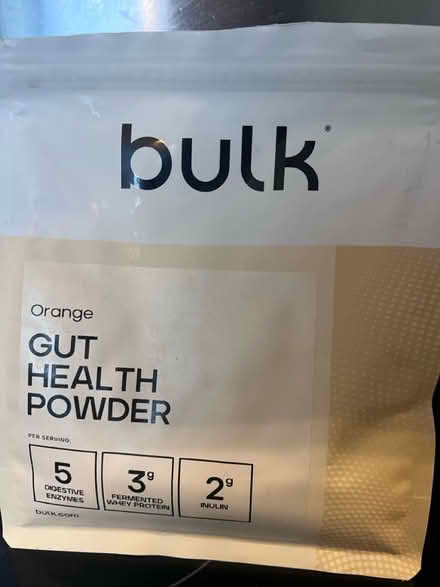 bulk®
Orange
GUT
HEALTH
POWDER
PER SERVING:
5
DIGESTIVE
ENZYMES
3g
FERMENTED
WHEY PROTEIN
2g
INULIN
bulk.com